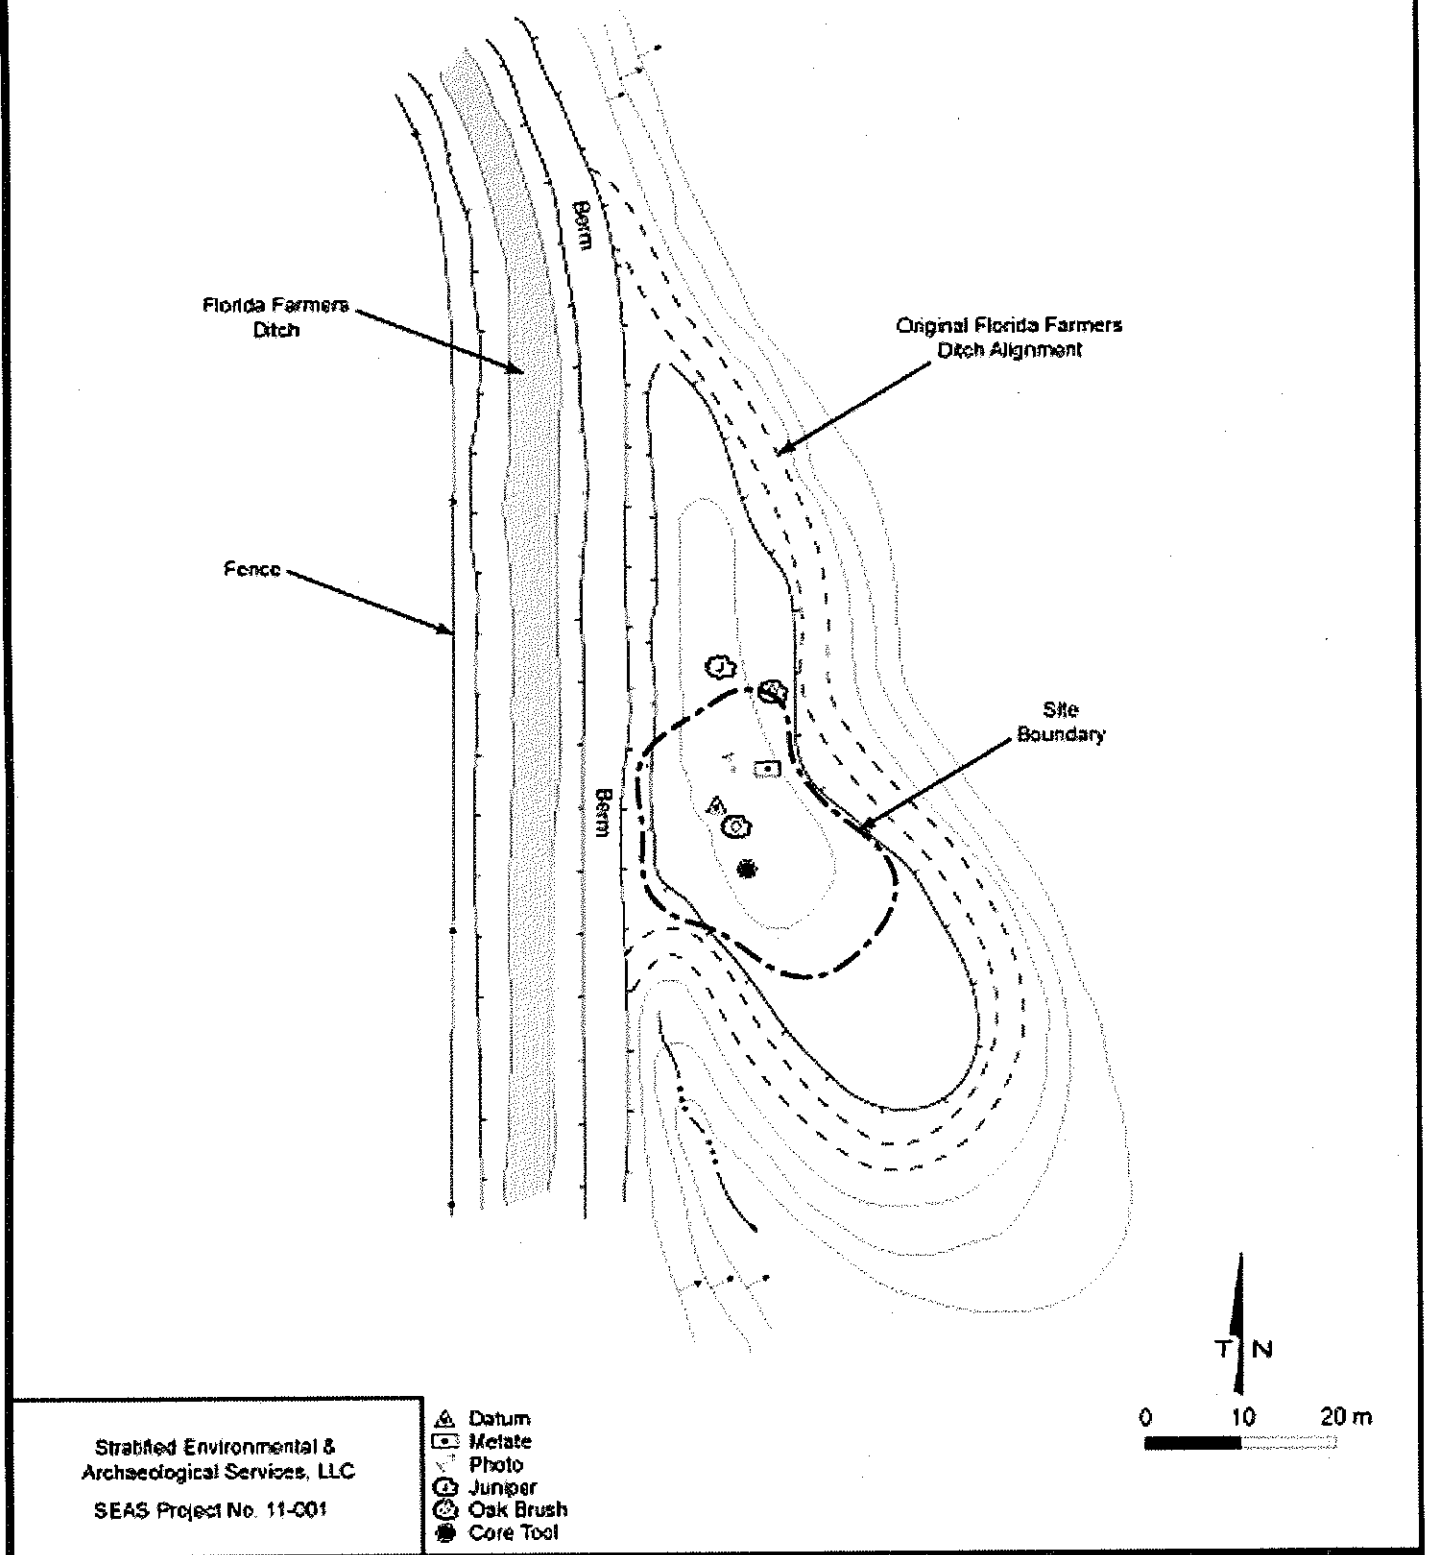 Berm
Florida Farmers
Ditch
Original Florida Farmers
Ditch Alignment
Fence
Site
Boundary
Berm
T N
0 10 20 m
Stratified Environmental &
Archaeological Services, LLC
SEAS Project No. 11-001
Datum
Metate
Photo
Juniper
Oak Brush
Core Tool